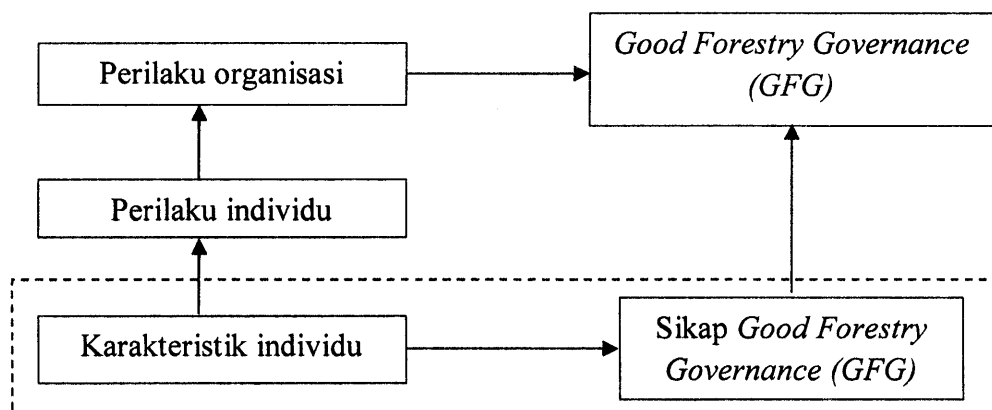 Perilaku organisasi
Good Forestry Governance
(GFG)
Perilaku individu
Karakteristik individu
Sikap Good Forestry
Governance (GFG)